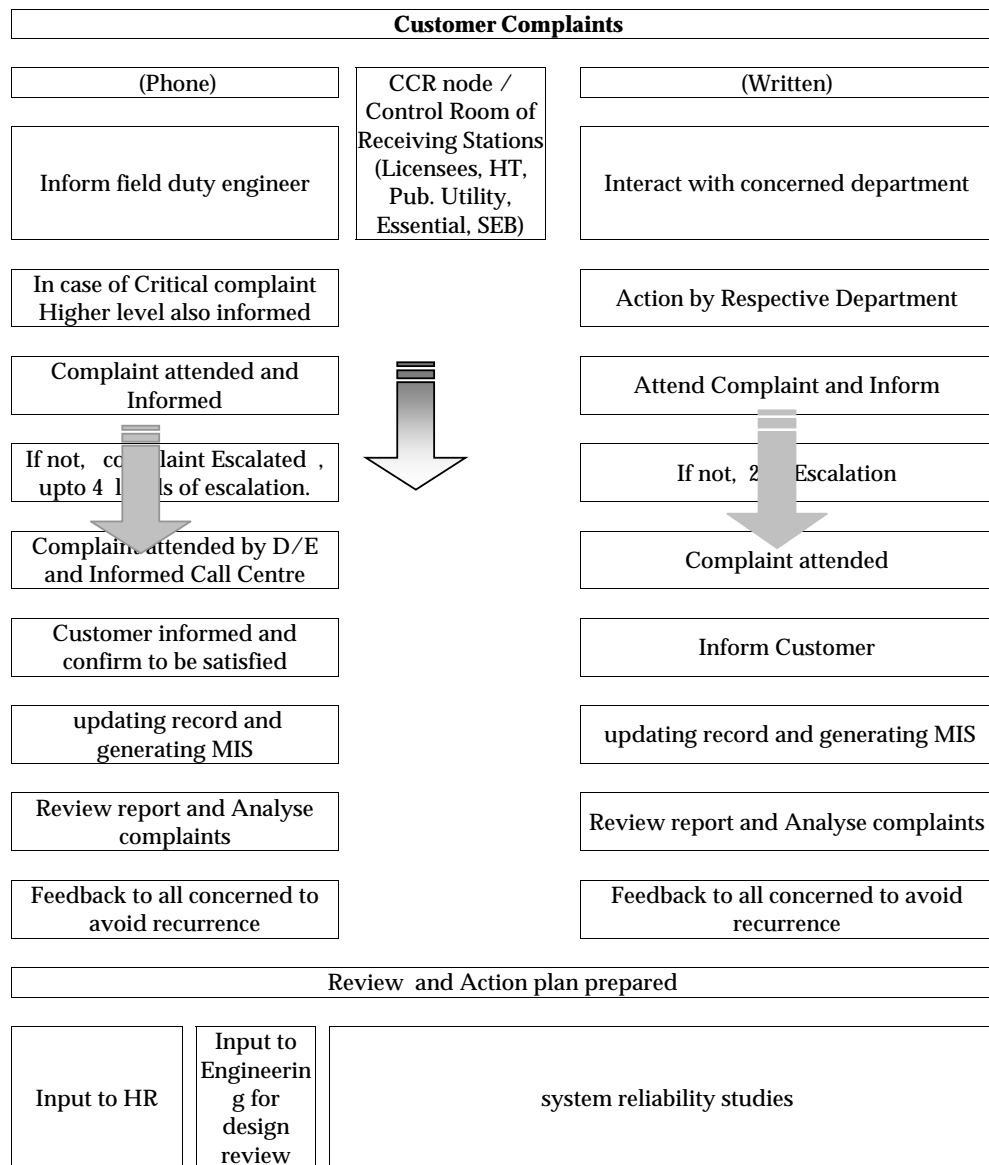 Customer Complaints
(Phone)
CCR node /
Control Room of
Receiving Stations
(Licensees, HT,
Pub. Utility,
Essential, SEB)
(Written)
Inform field duty engineer
Interact with concerned department
In case of Critical complaint
Higher level also informed
Action by Respective Department
Complaint attended and
Informed
Attend Complaint and Inform
If not, complaint Escalated ,
upto 4 levels of escalation.
If not, Escalation
Complaint attended by D/E
and Informed Call Centre
Complaint attended
Customer informed and
confirm to be satisfied
Inform Customer
updating record and
generating MIS
updating record and generating MIS
Review report and Analyse
complaints
Review report and Analyse complaints
Feedback to all concerned to
avoid recurrence
Feedback to all concerned to avoid
recurrence
Review and Action plan prepared
Input to HR
Input to
Engineerin
g for
design
review
system reliability studies